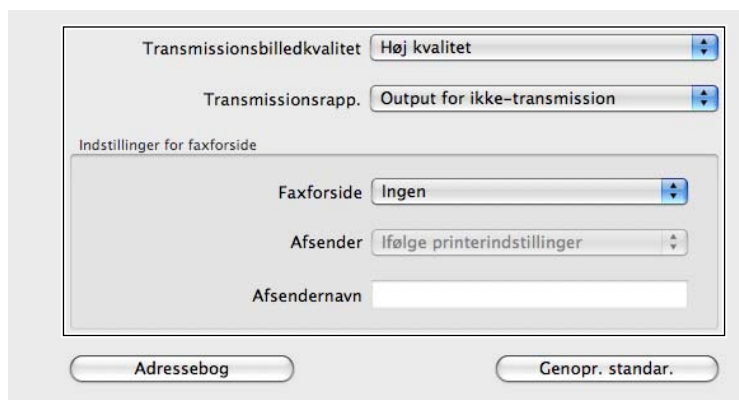 Transmissionsbilledkvalitet Høj kvalitet
Transmissionsrapp. Output for ikke-transmission
Indstillinger for faxforside
Faxforside Ingen
Afsender Ifølge printerindstillinger
Afsendernavn
Adressebog Genopr. standar.